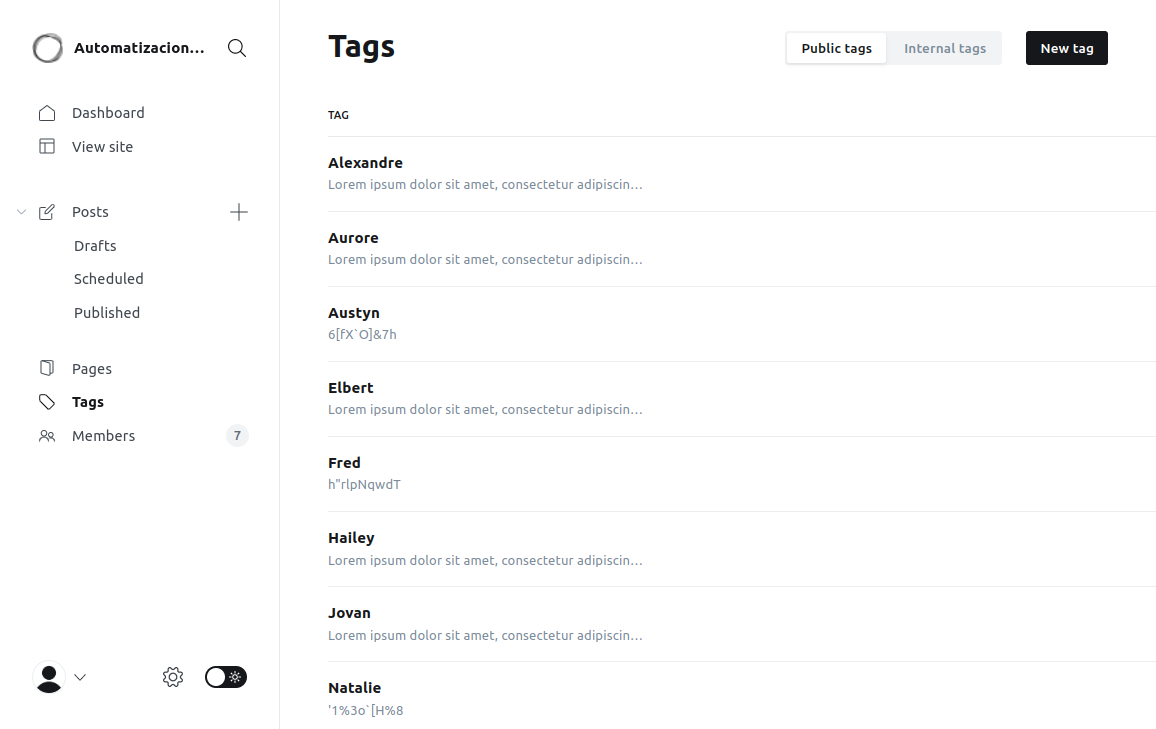 Automatizacion...
Dashboard
View site
Posts
Drafts
Scheduled
Published
Pages
Tags
Members 7
Tags
Public tags Internal tags New tag
TAG
Alexandre
Lorem ipsum dolor sit amet, consectetur adipiscin...
Aurore
Lorem ipsum dolor sit amet, consectetur adipiscin...
Austyn
6[fX`O]&7h
Elbert
Lorem ipsum dolor sit amet, consectetur adipiscin...
Fred
h"rlpNqwdT
Hailey
Lorem ipsum dolor sit amet, consectetur adipiscin...
Jovan
Lorem ipsum dolor sit amet, consectetur adipiscin...
Natalie
'1%3o`[H%8